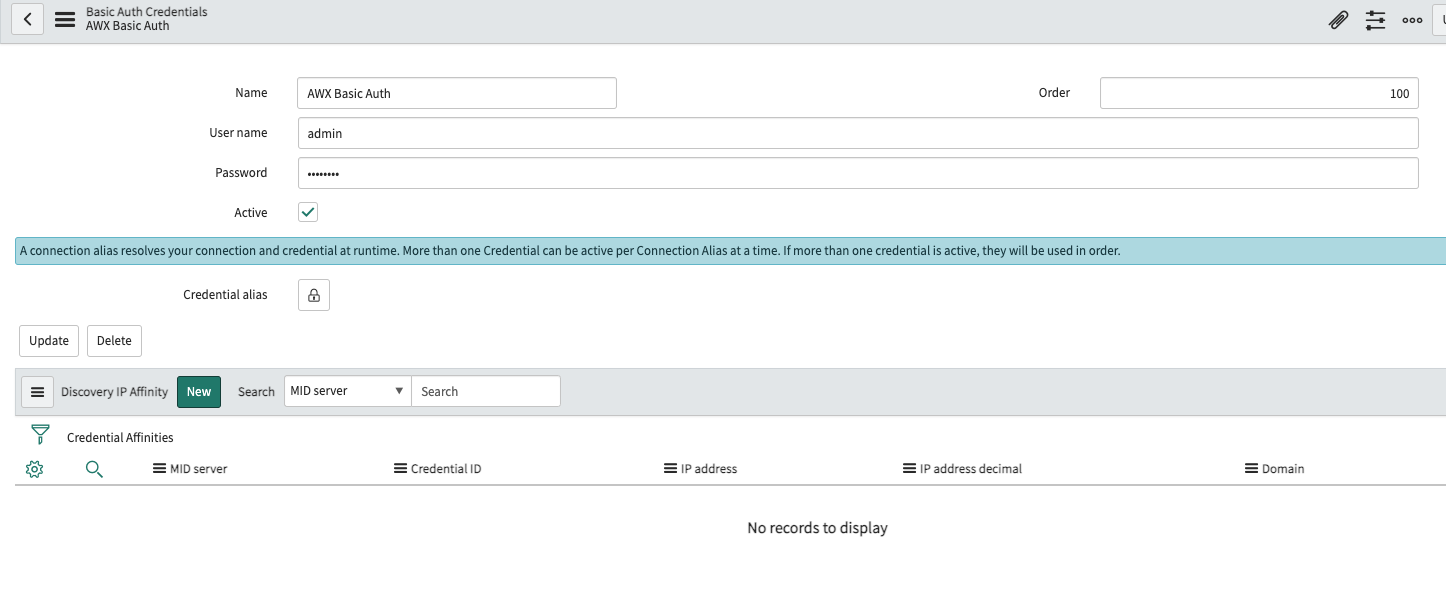 Basic Auth Credentials
AWX Basic Auth
Name AWX Basic Auth Order 100
User name admin
Password ••••••••
Active
A connection alias resolves your connection and credential at runtime. More than one Credential can be active per Connection Alias at a time. If more than one credential is active, they will be used in order.
Credential alias
Update Delete
Discovery IP Affinity New Search MID server Search
Credential Affinities
MID server Credential ID IP address IP address decimal Domain
No records to display